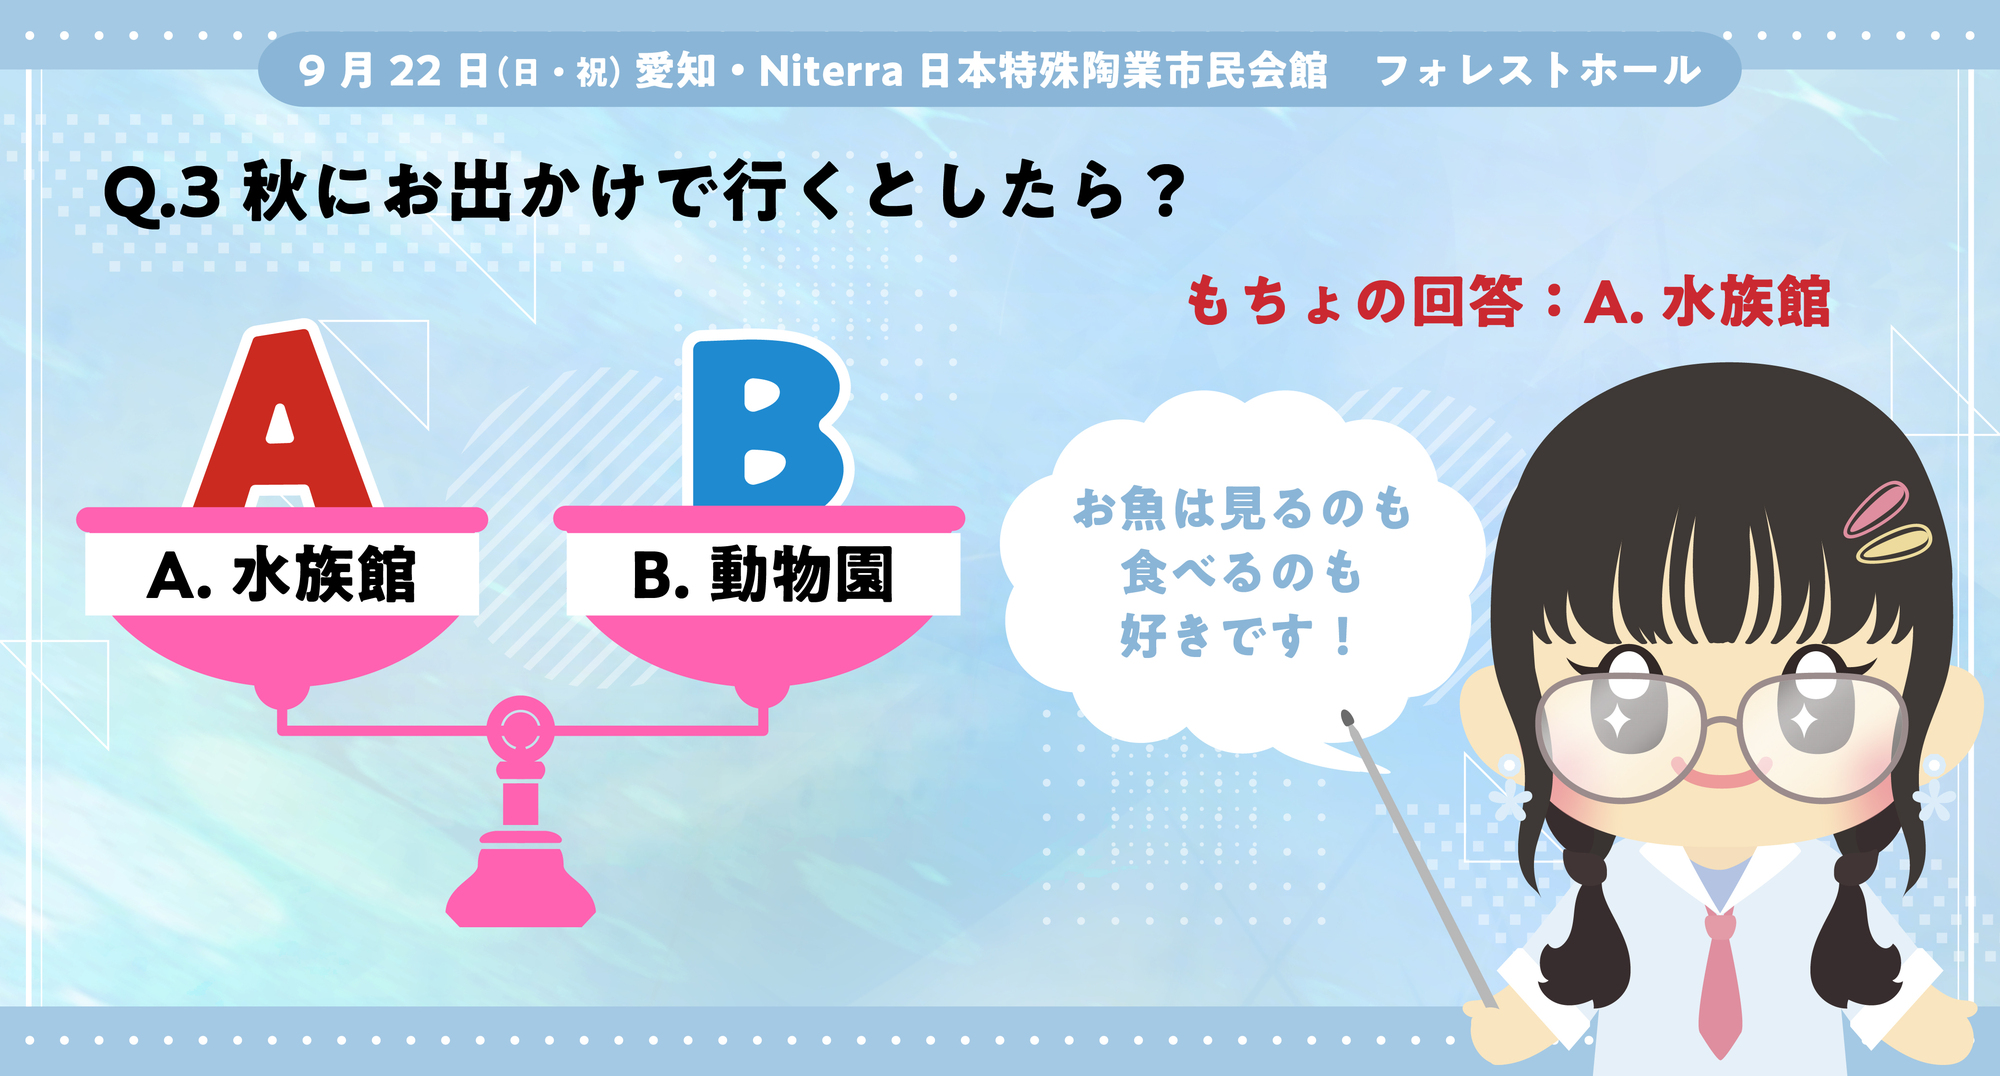 9月22日(日・祝) 愛知・Niterra 日本特殊陶業市民会館　フォレストホール
Q.3 秋にお出かけで行くとしたら？
もちょの回答：A. 水族館
A
B
A. 水族館
B. 動物園
お魚は見るのも
食べるのも
好きです！